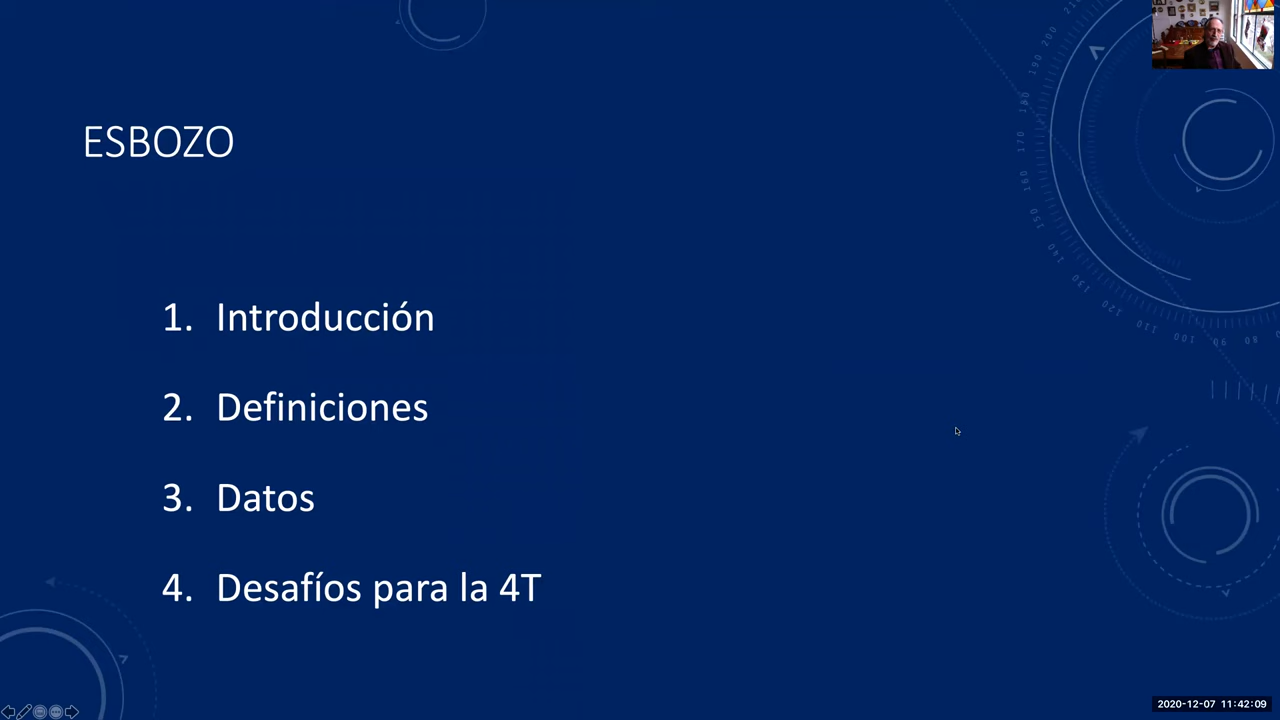 ESBOZO
1. Introducción
2. Definiciones
3. Datos
4. Desafíos para la 4T
2020-12-07 11:42:09